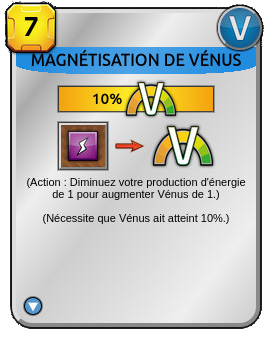 7
V
MAGNÉTISATION DE VÉNUS
10% V
V
(Action : Diminuez votre production d'énergie
de 1 pour augmenter Vénus de 1.)
(Nécessite que Vénus ait atteint 10%.)